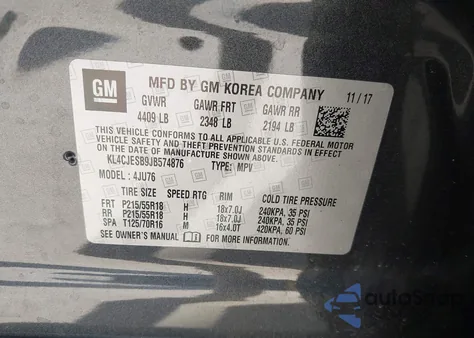 GM
MFD BY GM KOREA COMPANY
11/17
GVWR GAWR FRT GAWR RR
4409 LB 2348 LB 2194 LB
THIS VEHICLE CONFORMS TO ALL APPLICABLE U.S. FEDERAL MOTOR
VEHICLE SAFETY, BUMPER, AND THEFT PREVENTION STANDARDS IN EFFECT
ON THE DATE OF MANUFACTURE SHOWN ABOVE.
KL4CJESB9JB574876 TYPE: MPV
MODEL: 4JU76
SPEED RTG RIM COLD TIRE PRESSURE
FRT P215/55R18 H 18x7.0J 240KPA, 35 PSI
RR P215/55R18 H 18x7.0J 240KPA, 35 PSI
SPA T125/70R16 M 16x4.0T 420KPA, 60 PSI
SEE OWNER'S MANUAL FOR MORE INFORMATION.